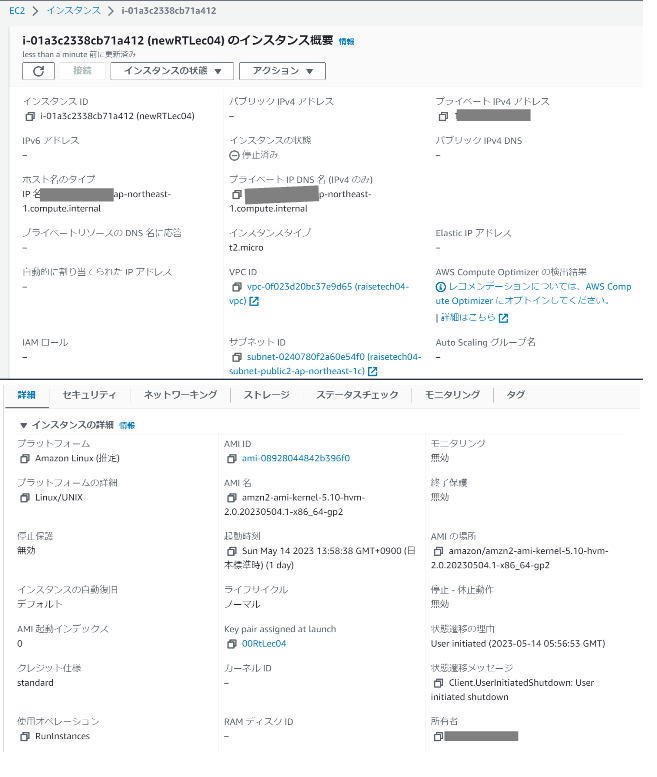 EC2 > インスタンス > i-01a3c2338cb71a412
i-01a3c2338cb71a412 (newRTLec04) のインスタンス概要 情報
less than a minute 前に更新済み
接続 インスタンスの状態 ▼ アクション ▼
インスタンス ID
i-01a3c2338cb71a412 (newRTLec04)
パブリック IPv4 アドレス
–
プライベート IPv4 アドレス
IPv6 アドレス
–
インスタンスの状態
停止済み
パブリック IPv4 DNS
–
ホスト名のタイプ
IP 名 ap-northeast-
1.compute.internal
プライベート IP DNS 名 (IPv4 のみ)
p-northeast-
1.compute.internal
プライベートリソースの DNS 名に応答
–
インスタンスタイプ
t2.micro
Elastic IP アドレス
–
自動的に割り当てられた IP アドレス
–
VPC ID
vpc-0f023d20bc37e9d65 (raisetech04-
vpc)
AWS Compute Optimizer の検出結果
レコメンデーションについては、AWS Comp
ute Optimizer にオプトインしてください。
| 詳細はこちら
IAM ロール
–
サブネット ID
subnet-0240780f2a60e54f0 (raisetech04-
subnet-public2-ap-northeast-1c)
Auto Scaling グループ名
–
詳細 セキュリティ ネットワーキング ストレージ ステータスチェック モニタリング タグ
▼ インスタンスの詳細 情報
プラットフォーム
Amazon Linux (推定)
AMI ID
ami-08928044842b396f0
モニタリング
無効
プラットフォームの詳細
Linux/UNIX
AMI 名
amzn2-ami-kernel-5.10-hvm-
2.0.20230504.1-x86_64-gp2
終了保護
無効
停止保護
無効
起動時刻
Sun May 14 2023 13:58:38 GMT+0900 (日
本標準時) (1 day)
AMI の場所
amazon/amzn2-ami-kernel-5.10-hvm-
2.0.20230504.1-x86_64-gp2
インスタンスの自動復旧
デフォルト
ライフサイクル
ノーマル
停止 - 休止動作
無効
AMI 起動インデックス
0
Key pair assigned at launch
00RtLec04
状態遷移の理由
User initiated (2023-05-14 05:56:53 GMT)
クレジット仕様
standard
カーネル ID
–
状態遷移メッセージ
Client.UserInitiatedShutdown: User
initiated shutdown
使用オペレーション
RunInstances
RAM ディスク ID
–
所有者